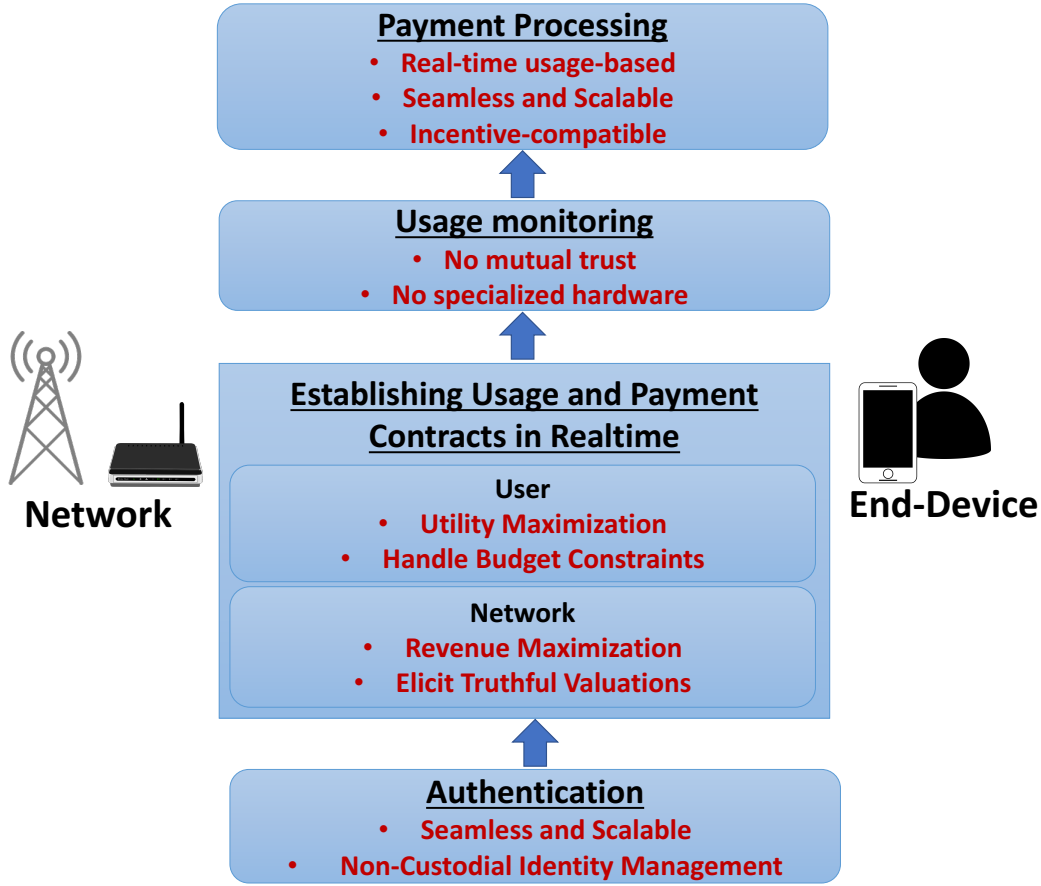 Payment Processing
• Real-time usage-based
• Seamless and Scalable
• Incentive-compatible
Usage monitoring
• No mutual trust
• No specialized hardware
Network
Establishing Usage and Payment
Contracts in Realtime
User
• Utility Maximization
• Handle Budget Constraints
Network
• Revenue Maximization
• Elicit Truthful Valuations
End-Device
Authentication
• Seamless and Scalable
• Non-Custodial Identity Management